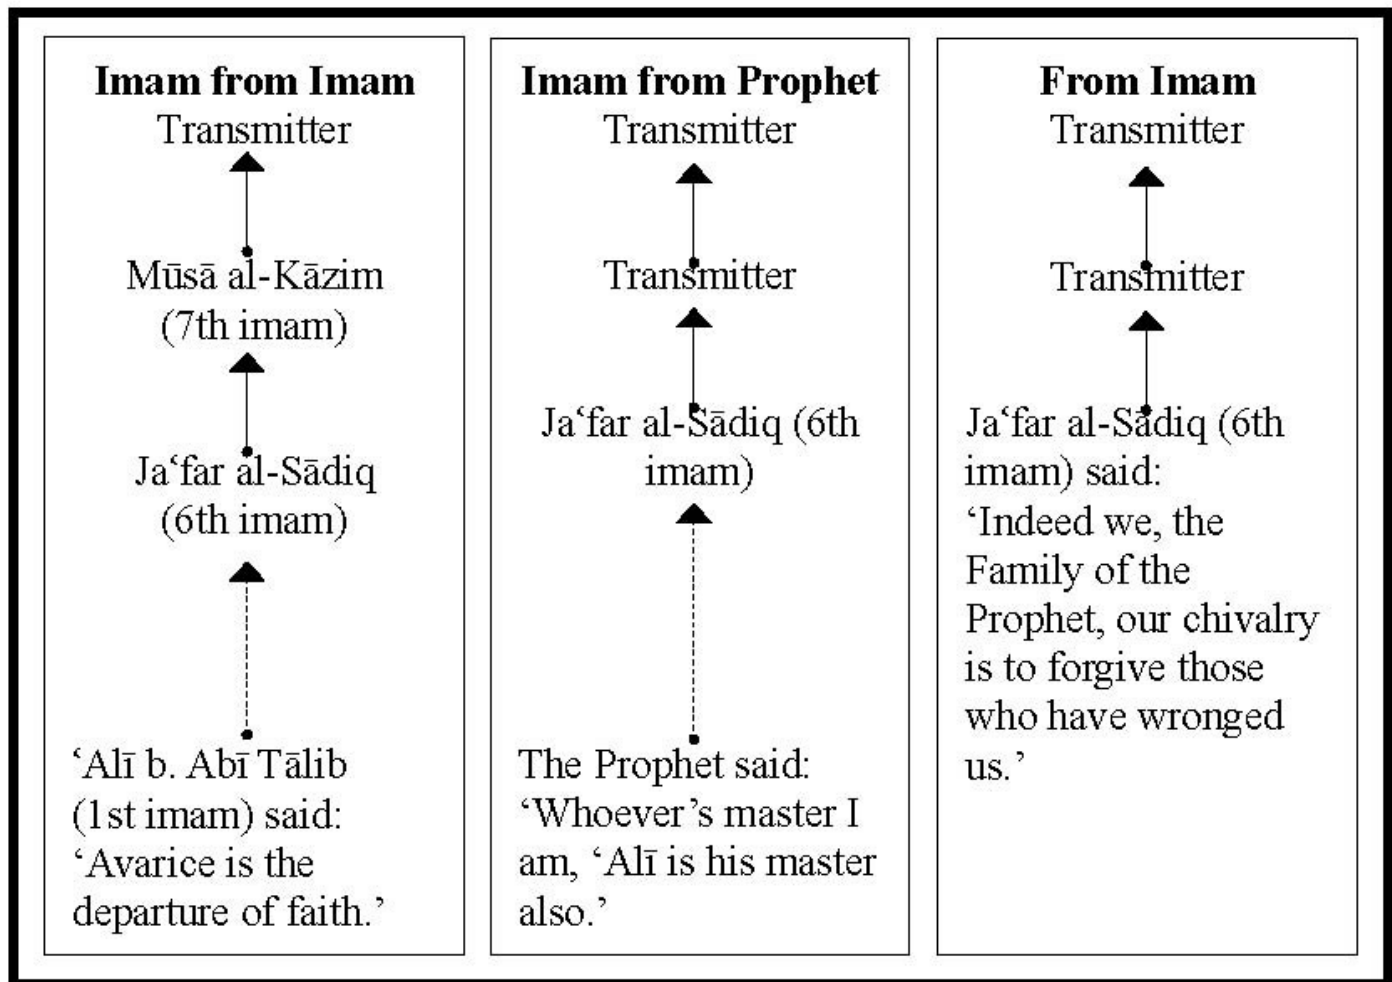 Imam from Imam
Transmitter
Mūsā al-Kāzim
(7th imam)
Ja‘far al-Sādiq
(6th imam)
‘Alī b. Abī Tālib
(1st imam) said:
‘Avarice is the
departure of faith.’
Imam from Prophet
Transmitter
Transmitter
Ja‘far al-Sādiq (6th
imam)
The Prophet said:
‘Whoever’s master I
am, ‘Alī is his master
also.’
From Imam
Transmitter
Transmitter
Ja‘far al-Sādiq (6th
imam) said:
‘Indeed we, the
Family of the
Prophet, our chivalry
is to forgive those
who have wronged
us.’